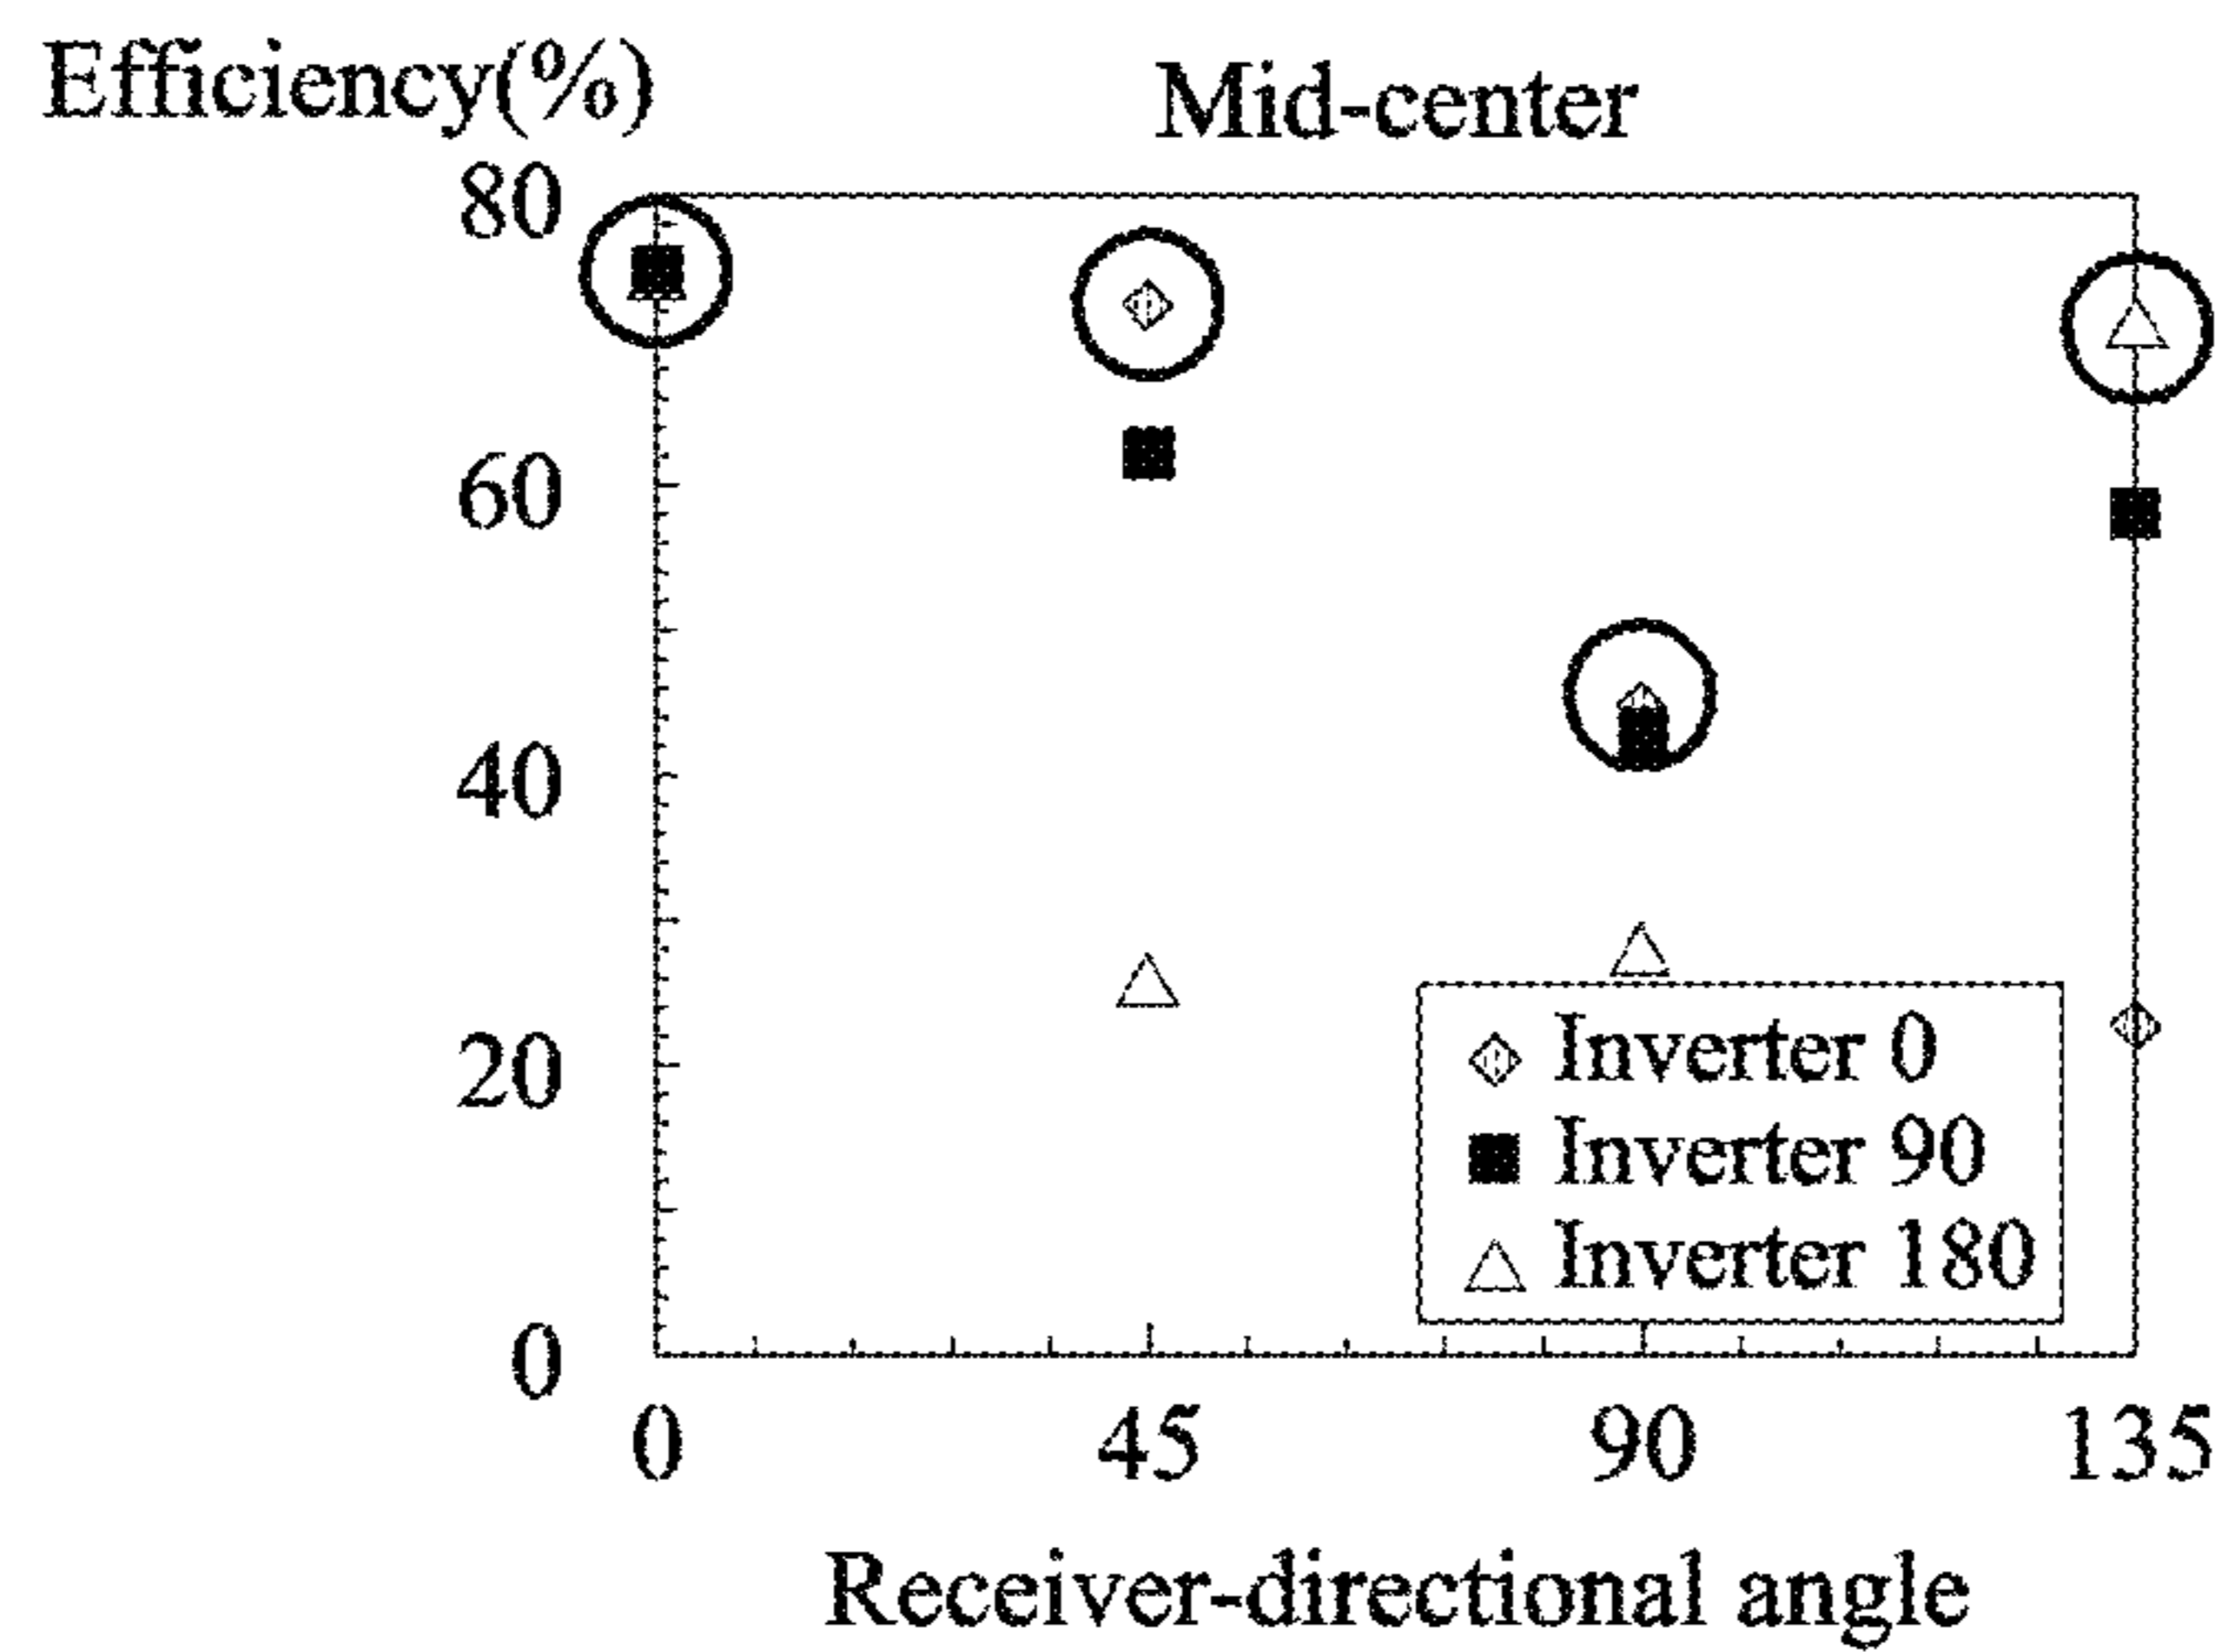 Efficiency(%)
Mid-center
80
60
40
20
0
Inverter 0
Inverter 90
Inverter 180
0 45 90 135
Receiver-directional angle